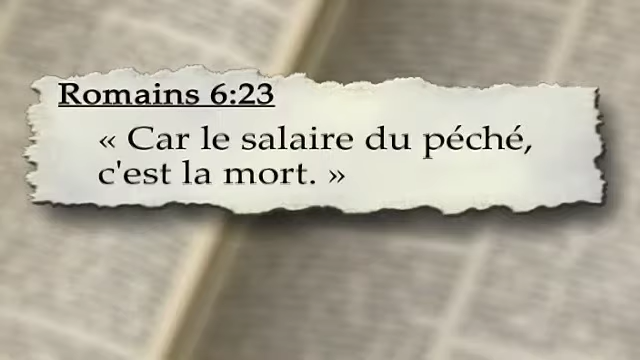 Romains 6:23
« Car le salaire du péché,
c'est la mort. »